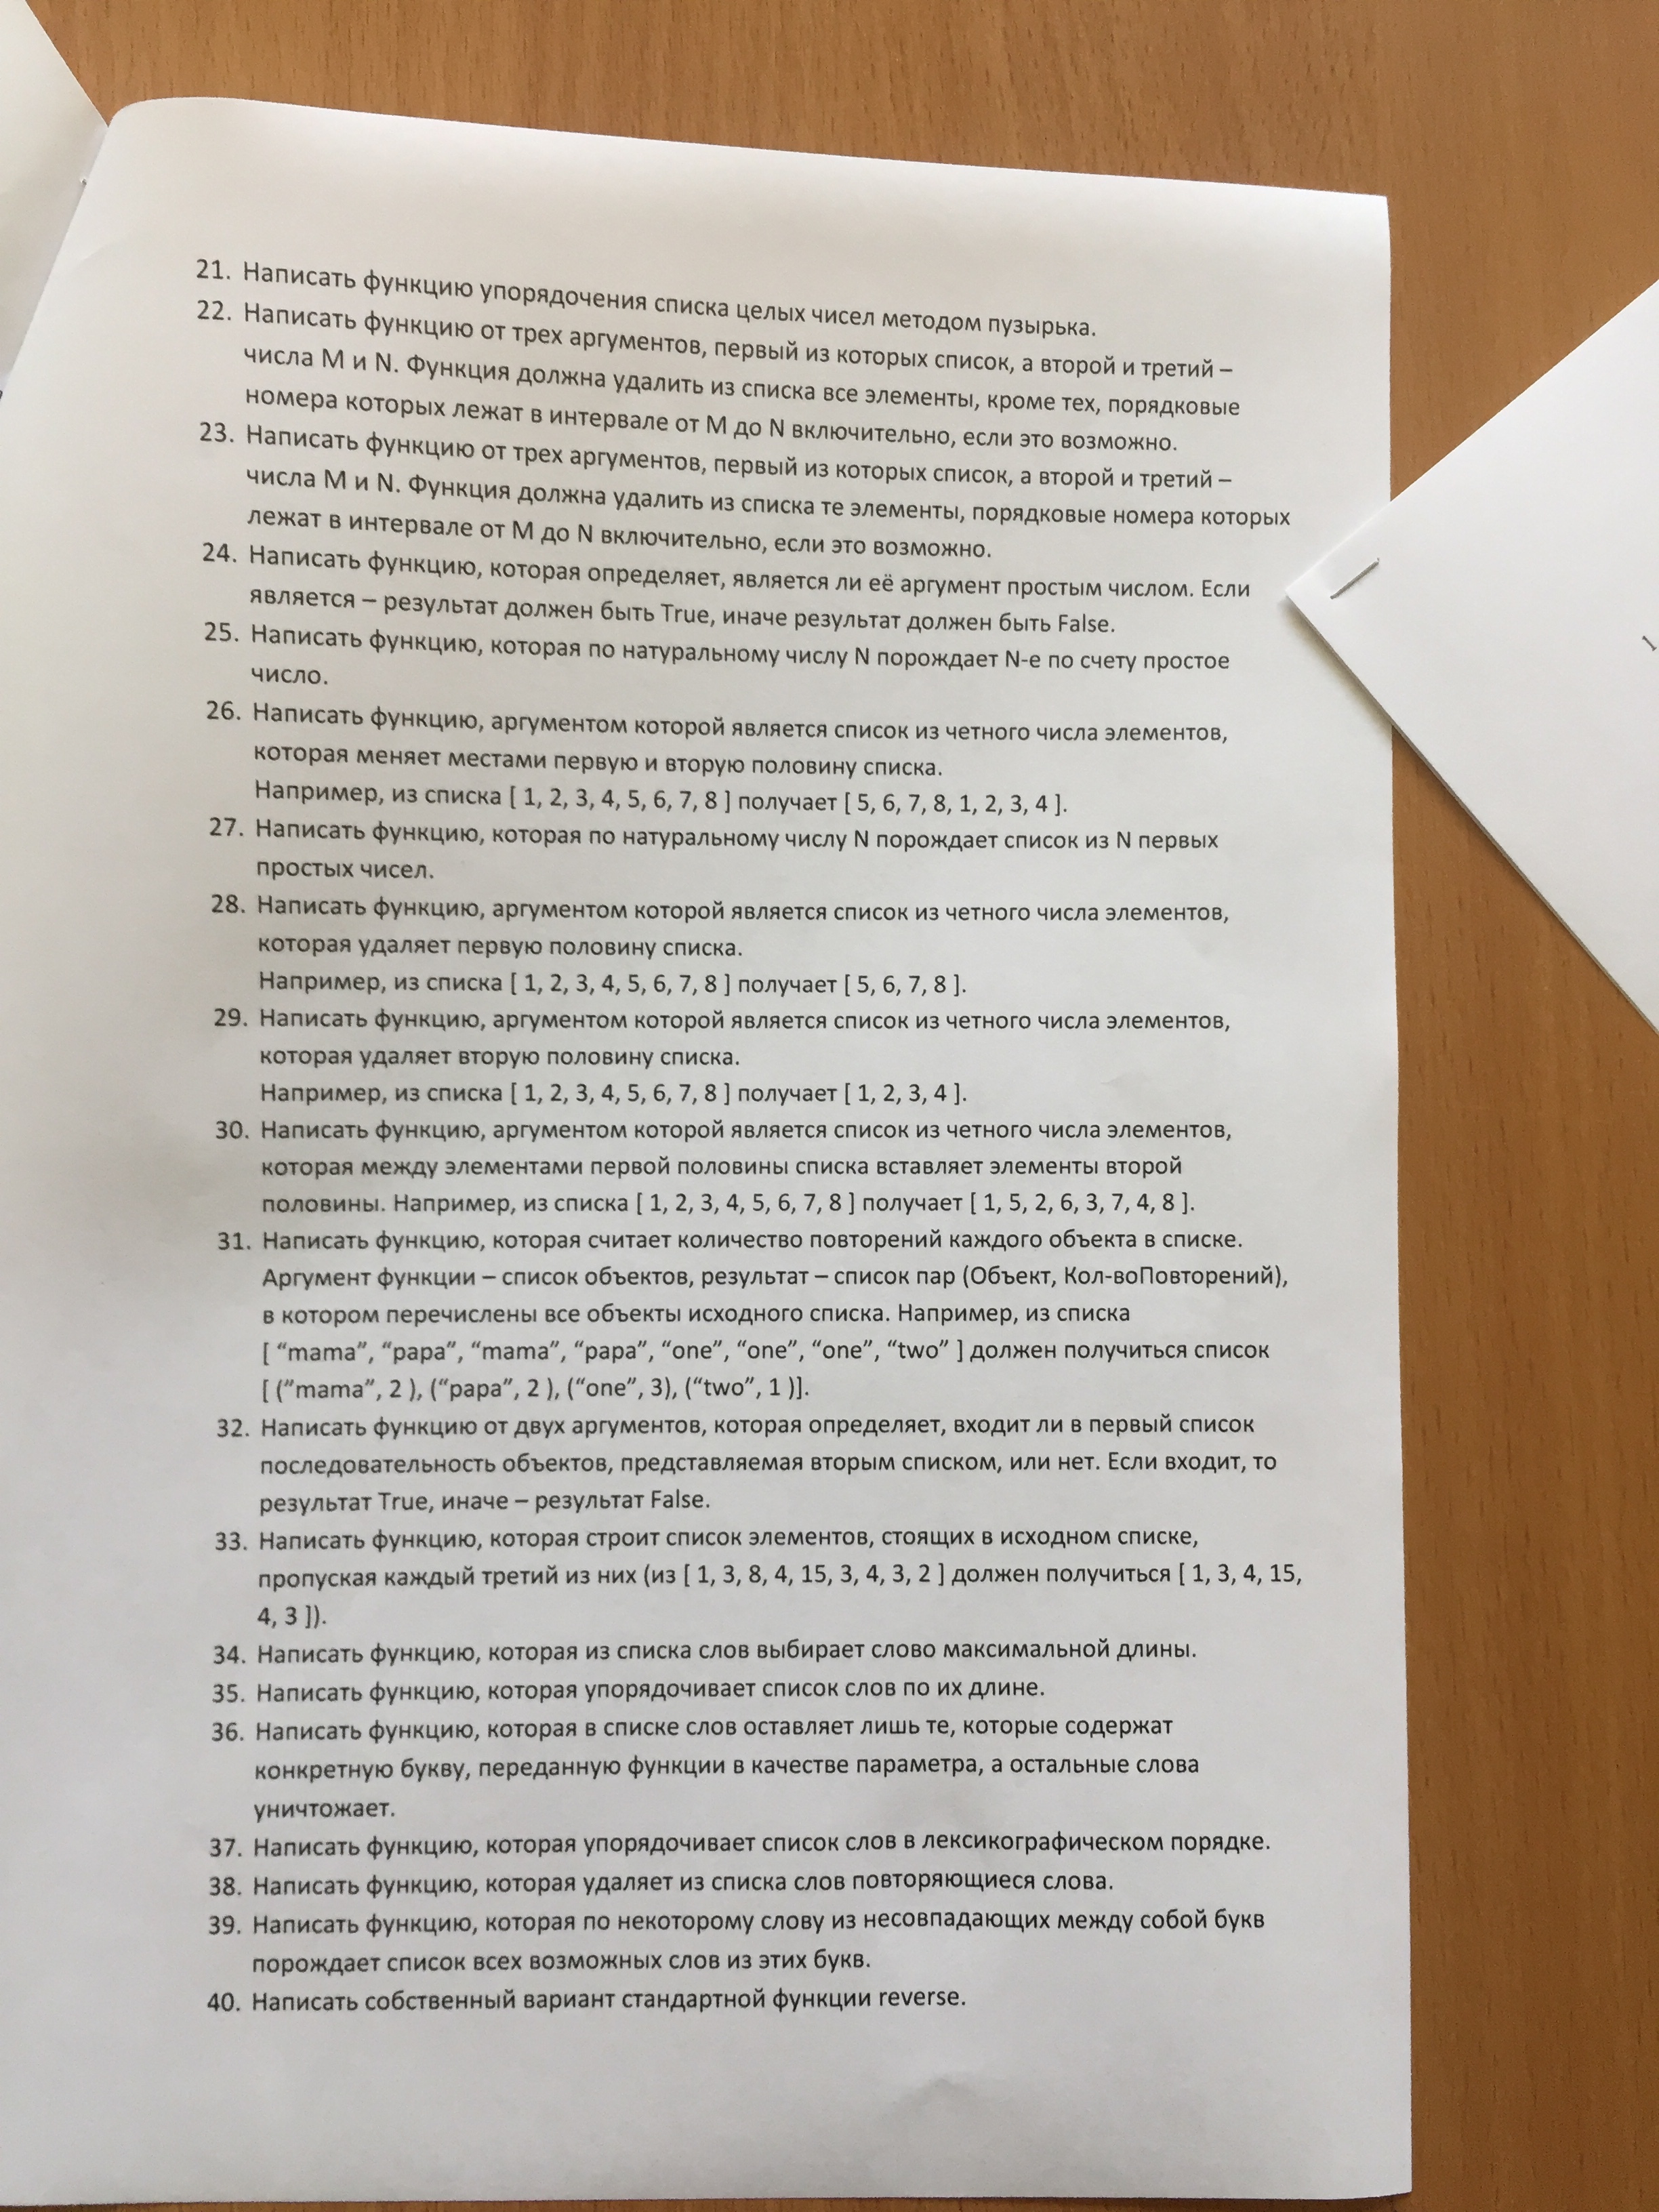 21. Написать функцию упорядочения списка целых чисел методом пузырька.
22. Написать функцию от трех аргументов, первый из которых список, а второй и третий –
числа M и N. Функция должна удалить из списка все элементы, кроме тех, порядковые
номера которых лежат в интервале от M до N включительно, если это возможно.
23. Написать функцию от трех аргументов, первый из которых список, а второй и третий –
числа M и N. Функция должна удалить из списка те элементы, порядковые номера которых
лежат в интервале от M до N включительно, если это возможно.
24. Написать функцию, которая определяет, является ли её аргумент простым числом. Если
является – результат должен быть True, иначе результат должен быть False.
25. Написать функцию, которая по натуральному числу N порождает N-е по счету простое
число.
26. Написать функцию, аргументом которой является список из четного числа элементов,
которая меняет местами первую и вторую половину списка.
Например, из списка [ 1, 2, 3, 4, 5, 6, 7, 8 ] получает [ 5, 6, 7, 8, 1, 2, 3, 4 ].
27. Написать функцию, которая по натуральному числу N порождает список из N первых
простых чисел.
28. Написать функцию, аргументом которой является список из четного числа элементов,
которая удаляет первую половину списка.
Например, из списка [ 1, 2, 3, 4, 5, 6, 7, 8 ] получает [ 5, 6, 7, 8 ].
29. Написать функцию, аргументом которой является список из четного числа элементов,
которая удаляет вторую половину списка.
Например, из списка [ 1, 2, 3, 4, 5, 6, 7, 8 ] получает [ 1, 2, 3, 4 ].
30. Написать функцию, аргументом которой является список из четного числа элементов,
которая между элементами первой половины списка вставляет элементы второй
половины. Например, из списка [ 1, 2, 3, 4, 5, 6, 7, 8 ] получает [ 1, 5, 2, 6, 3, 7, 4, 8 ].
31. Написать функцию, которая считает количество повторений каждого объекта в списке.
Аргумент функции – список объектов, результат – список пар (Объект, Кол-воПовторений),
в котором перечислены все объекты исходного списка. Например, из списка
[ “mama”, “papa”, “mama”, “papa”, “one”, “one”, “one”, “two” ] должен получиться список
[ (“mama”, 2 ), (“papa”, 2 ), (“one”, 3), (“two”, 1 )].
32. Написать функцию от двух аргументов, которая определяет, входит ли в первый список
последовательность объектов, представляемая вторым списком, или нет. Если входит, то
результат True, иначе – результат False.
33. Написать функцию, которая строит список элементов, стоящих в исходном списке,
пропуская каждый третий из них (из [ 1, 3, 8, 4, 15, 3, 4, 3, 2 ] должен получиться [ 1, 3, 4, 15,
4, 3 ]).
34. Написать функцию, которая из списка слов выбирает слово максимальной длины.
35. Написать функцию, которая упорядочивает список слов по их длине.
36. Написать функцию, которая в списке слов оставляет лишь те, которые содержат
конкретную букву, переданную функции в качестве параметра, а остальные слова
уничтожает.
37. Написать функцию, которая упорядочивает список слов в лексикографическом порядке.
38. Написать функцию, которая удаляет из списка слов повторяющиеся слова.
39. Написать функцию, которая по некоторому слову из несовпадающих между собой букв
порождает список всех возможных слов из этих букв.
40. Написать собственный вариант стандартной функции reverse.